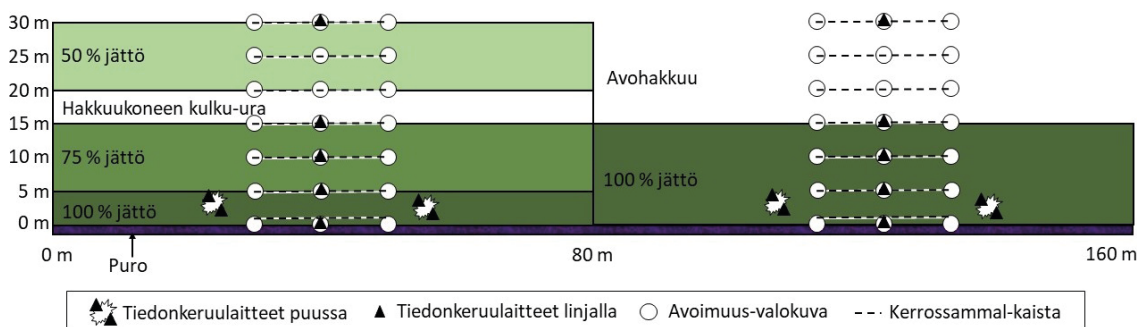 30 m
25 m
50 % jättö
Avohakkuu
20 m
Hakkuukoneen kulku-ura
15 m
10 m
75 % jättö
100 % jättö
5 m
100 % jättö
0 m
0 m
80 m
160 m
Puro
Tiedonkeruulaitteet puussa
Tiedonkeruulaitteet linjalla
Avoimuus-valokuva
Kerrossammal-kaista